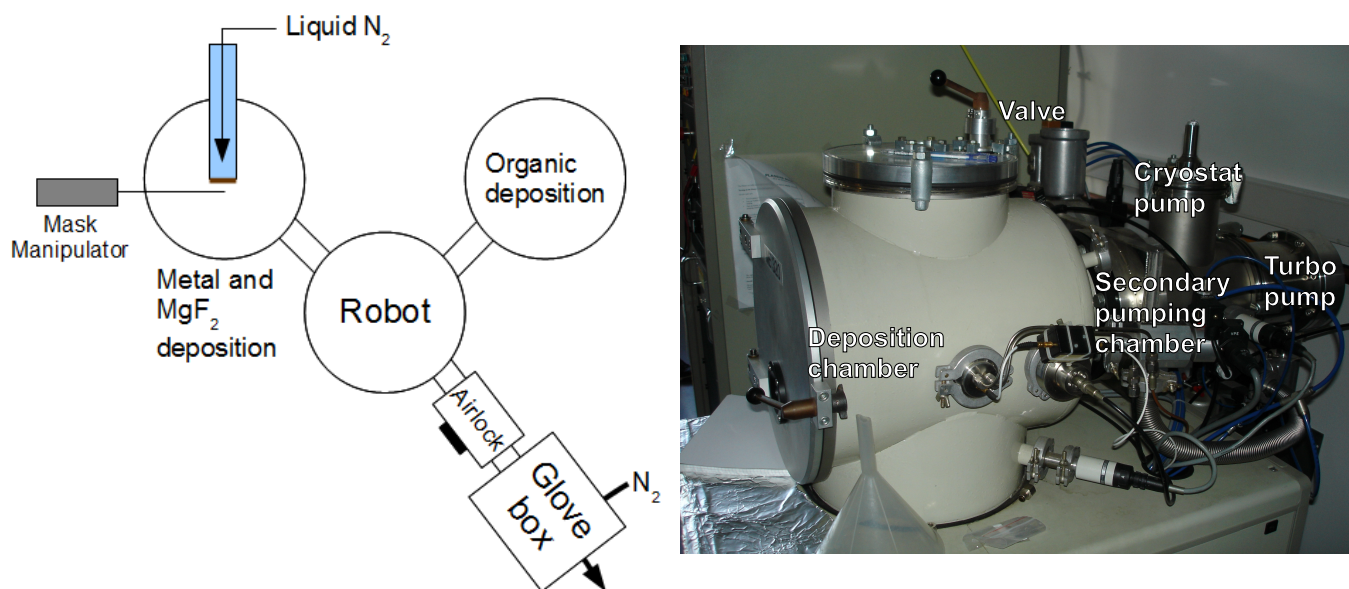 Liquid N2
Organic
deposition
Mask
Manipulator
Metal and
MgF2
deposition
Robot
Airlock
Glove
box
N2
Valve
Cryostat
pump
Secondary
pumping
chamber
Turbo
pump
Deposition
chamber